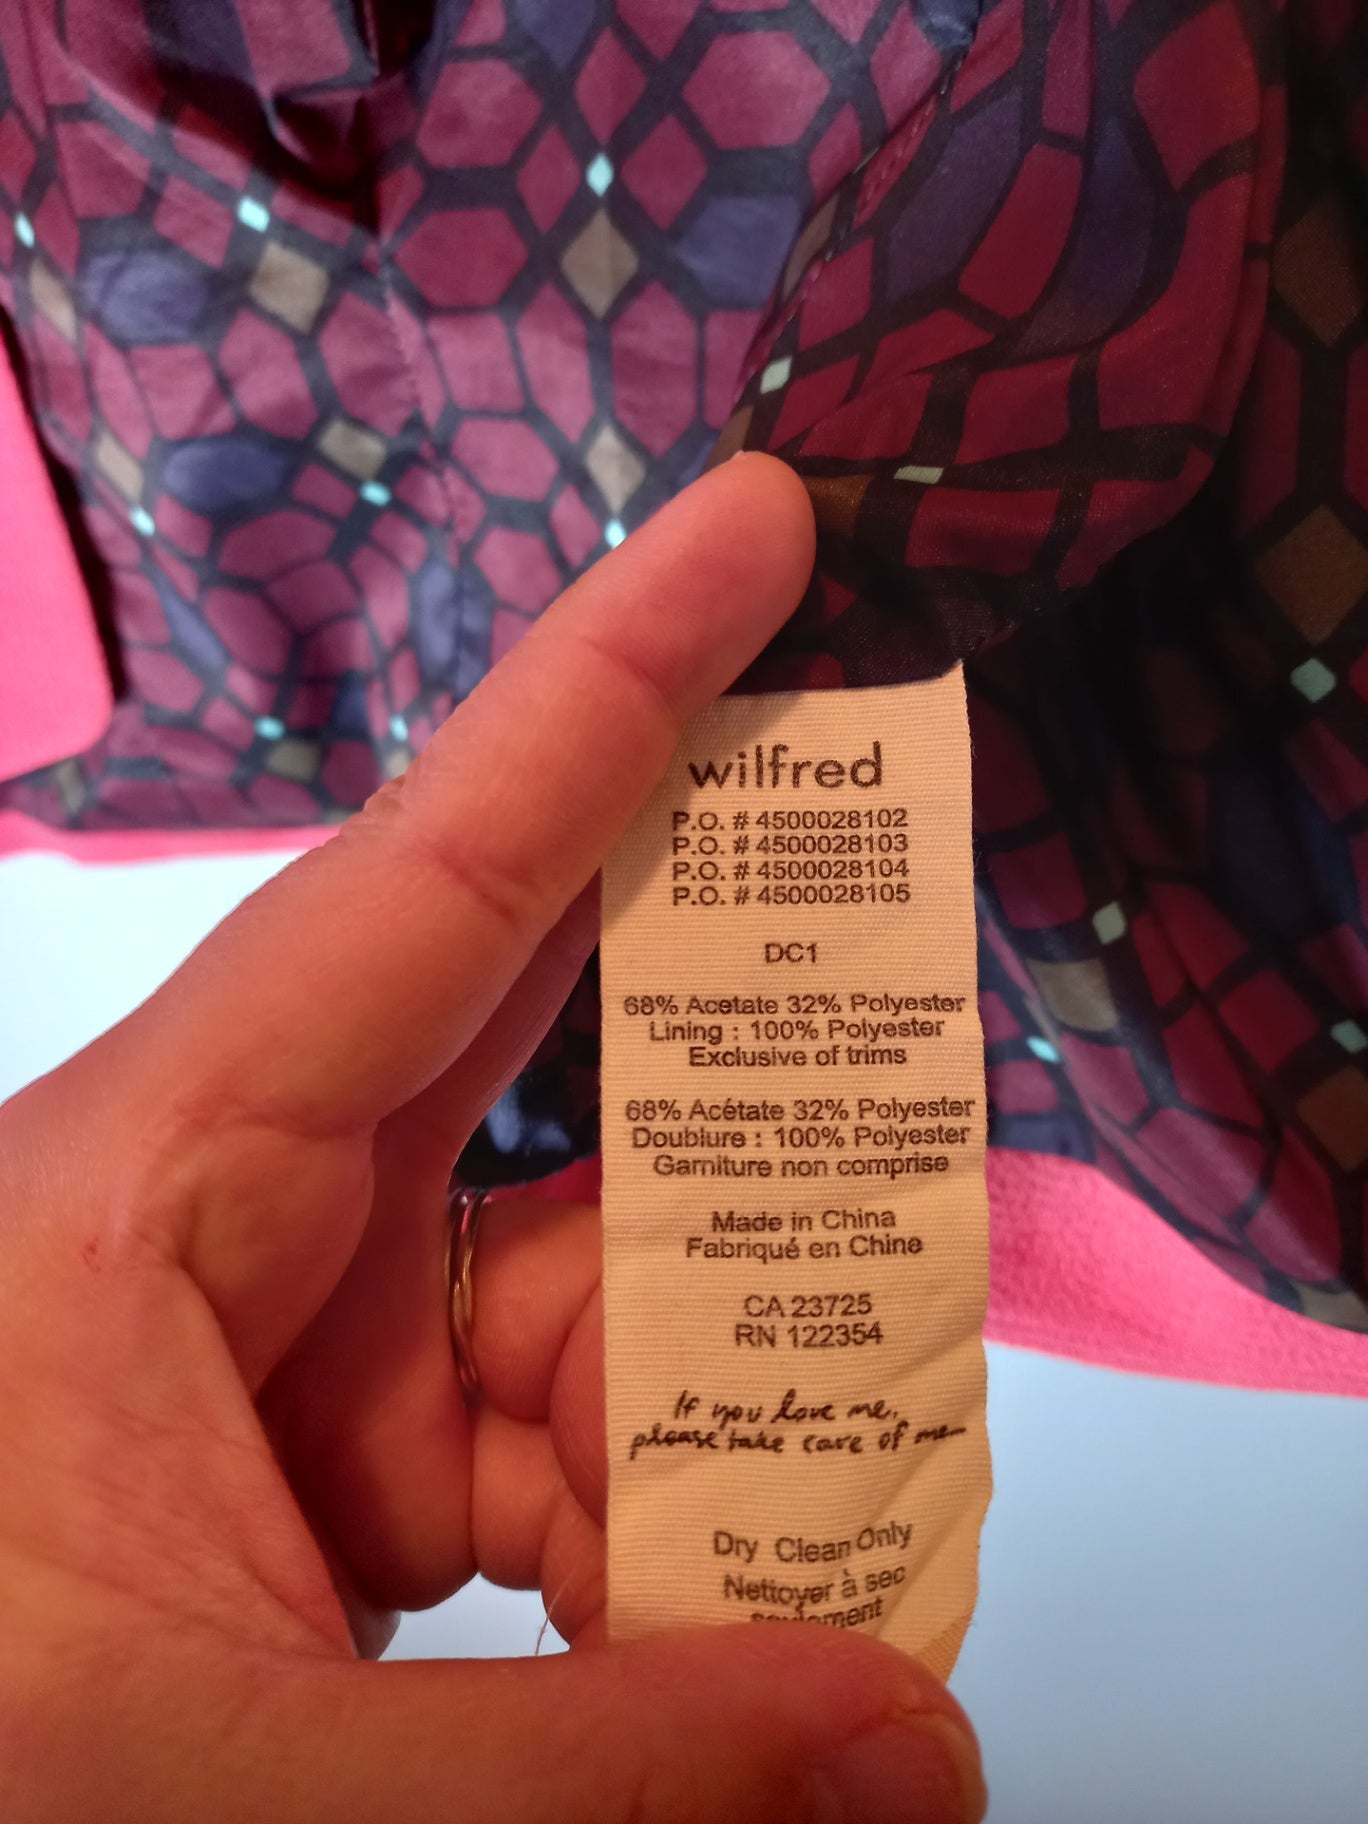 wilfred
P.O. # 4500028102
P.O. # 4500028103
P.O. # 4500028104
P.O. # 4500028105
DC1
68% Acetate 32% Polyester
Lining : 100% Polyester
Exclusive of trims
68% Acétate 32% Polyester
Doublure : 100% Polyester
Garniture non comprise
Made in China
Fabriqué en Chine
CA 23725
RN 122354
If you love me,
please take care of me...
Dry Clean Only
Nettoyer à sec
seulement